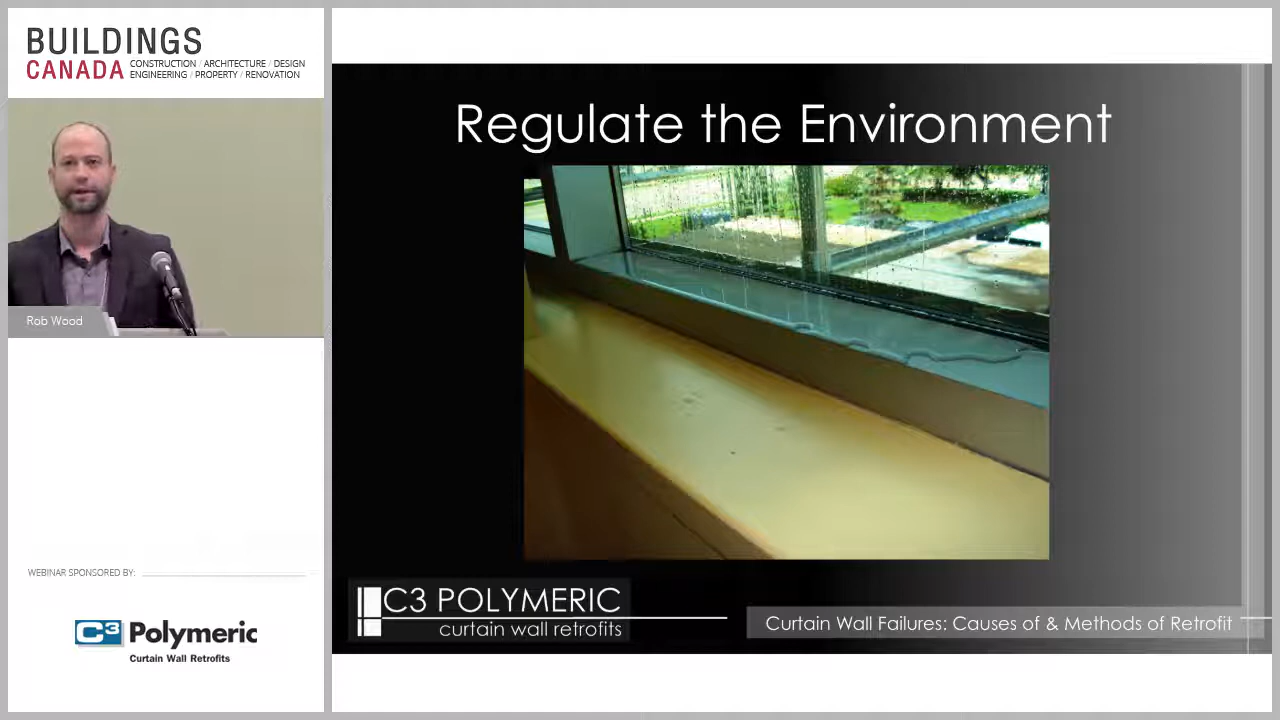 BUILDINGS
CANADA CONSTRUCTION / ARCHITECTURE / DESIGN
ENGINEERING / PROPERTY / RENOVATION
Rob Wood
WEBINAR SPONSORED BY:
C3 Polymeric
Curtain Wall Retrofits
Regulate the Environment
C3 POLYMERIC
curtain wall retrofits
Curtain Wall Failures: Causes of & Methods of Retrofit